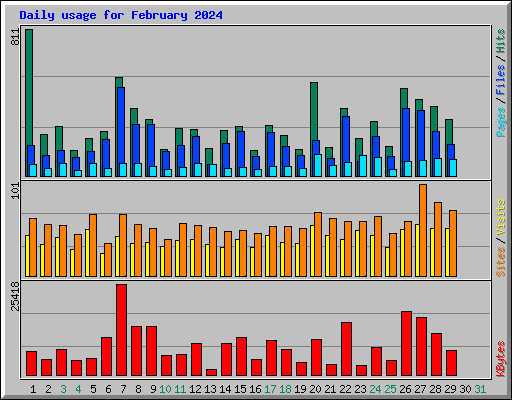 Daily usage for February 2024
811
Pages / Files / Hits
101
Sites / Visits
25418
KBytes
1 2 3 4 5 6 7 8 9 10 11 12 13 14 15 16 17 18 19 20 21 22 23 24 25 26 27 28 29 30 31